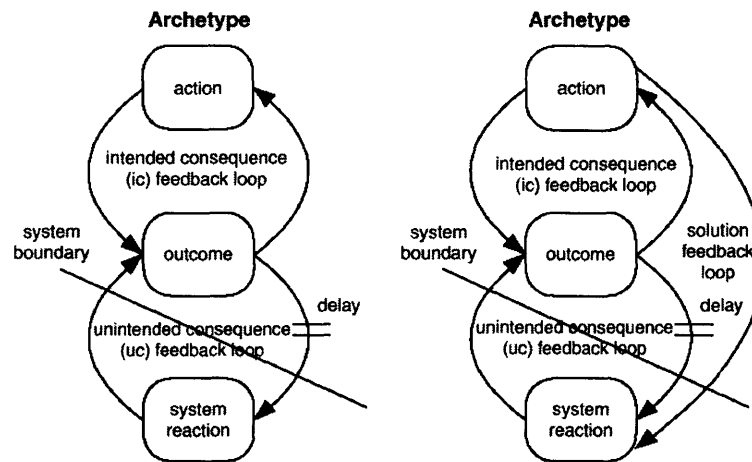 Archetype
action
intended consequence
(ic) feedback loop
system
boundary
outcome
delay
unintended consequence
(uc) feedback loop
system
reaction
Archetype
action
intended consequence
(ic) feedback loop
system
boundary
outcome
solution
feedback
loop
delay
unintended consequence
(uc) feedback loop
system
reaction